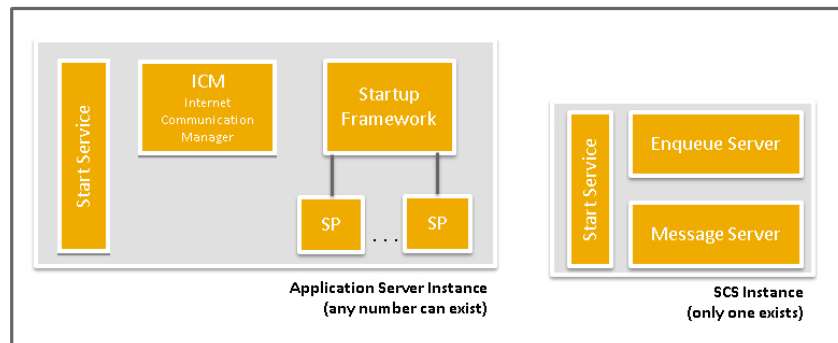 Start Service
ICM
Internet
Communication
Manager
Startup
Framework
SP
...
SP
Application Server Instance
(any number can exist)
Start Service
Enqueue Server
Message Server
SCS Instance
(only one exists)